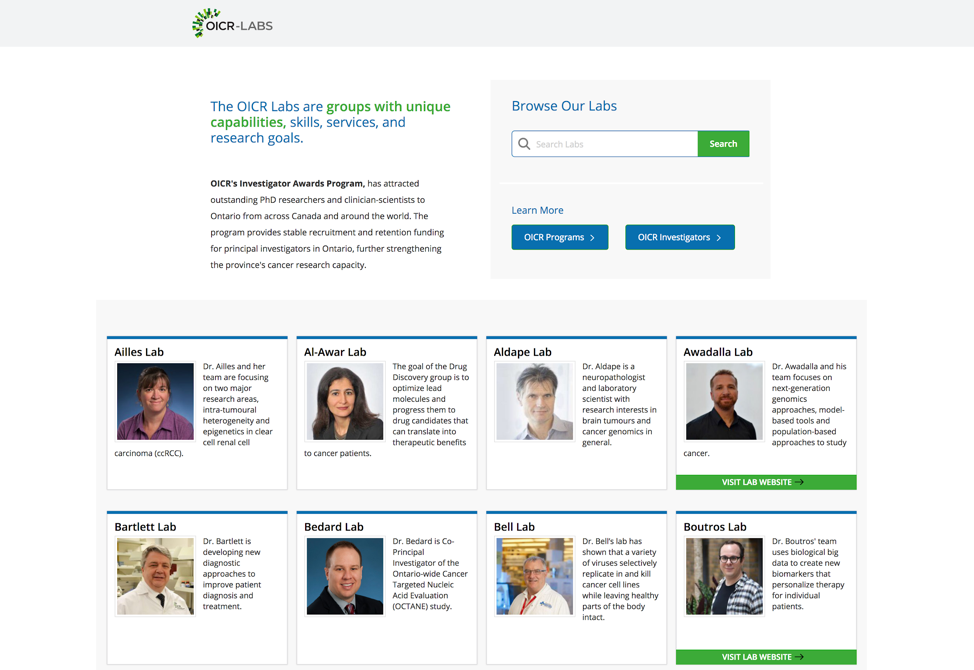 OICR-LABS
The OICR Labs are groups with unique
capabilities, skills, services, and
research goals.
OICR's Investigator Awards Program, has attracted
outstanding PhD researchers and clinician-scientists to
Ontario from across Canada and around the world. The
program provides stable recruitment and retention funding
for principal investigators in Ontario, further strengthening
the province's cancer research capacity.
Browse Our Labs
Search Labs
Search
Learn More
OICR Programs
OICR Investigators
Ailles Lab
Dr. Ailles and her
team are focusing
on two major
research areas,
intra-tumoural
heterogeneity and
epigenetics in clear
cell renal cell
carcinoma (ccRCC).
Al-Awar Lab
The goal of the Drug
Discovery group is to
optimize lead
molecules and
progress them to
drug candidates that
can translate into
therapeutic benefits
to cancer patients.
Aldape Lab
Dr. Aldape is a
neuropathologist
and laboratory
scientist with
research interests in
brain tumours and
cancer genomics in
general.
Awadalla Lab
Dr. Awadalla and his
team focuses on
next-generation
genomics
approaches, model-
based tools and
population-based
approaches to study
cancer.
VISIT LAB WEBSITE
Bartlett Lab
Dr. Bartlett is
developing new
diagnostic
approaches to
improve patient
diagnosis and
treatment.
Bedard Lab
Dr. Bedard is Co-
Principal
Investigator of the
Ontario-wide Cancer
Targeted Nucleic
Acid Evaluation
(OCTANE) study.
Bell Lab
Dr. Bell's lab has
shown that a variety
of viruses selectively
replicate in and kill
cancer cell lines
while leaving healthy
parts of the body
intact.
Boutros Lab
Dr. Boutros' team
uses biological big
data to create new
biomarkers that
personalize therapy
for individual
patients.
VISIT LAB WEBSITE